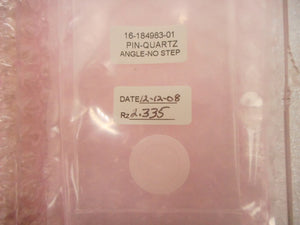 16-184983-01
PIN-QUARTZ
ANGLE-NO STEP
DATE 12-12-08
Rz 2.335